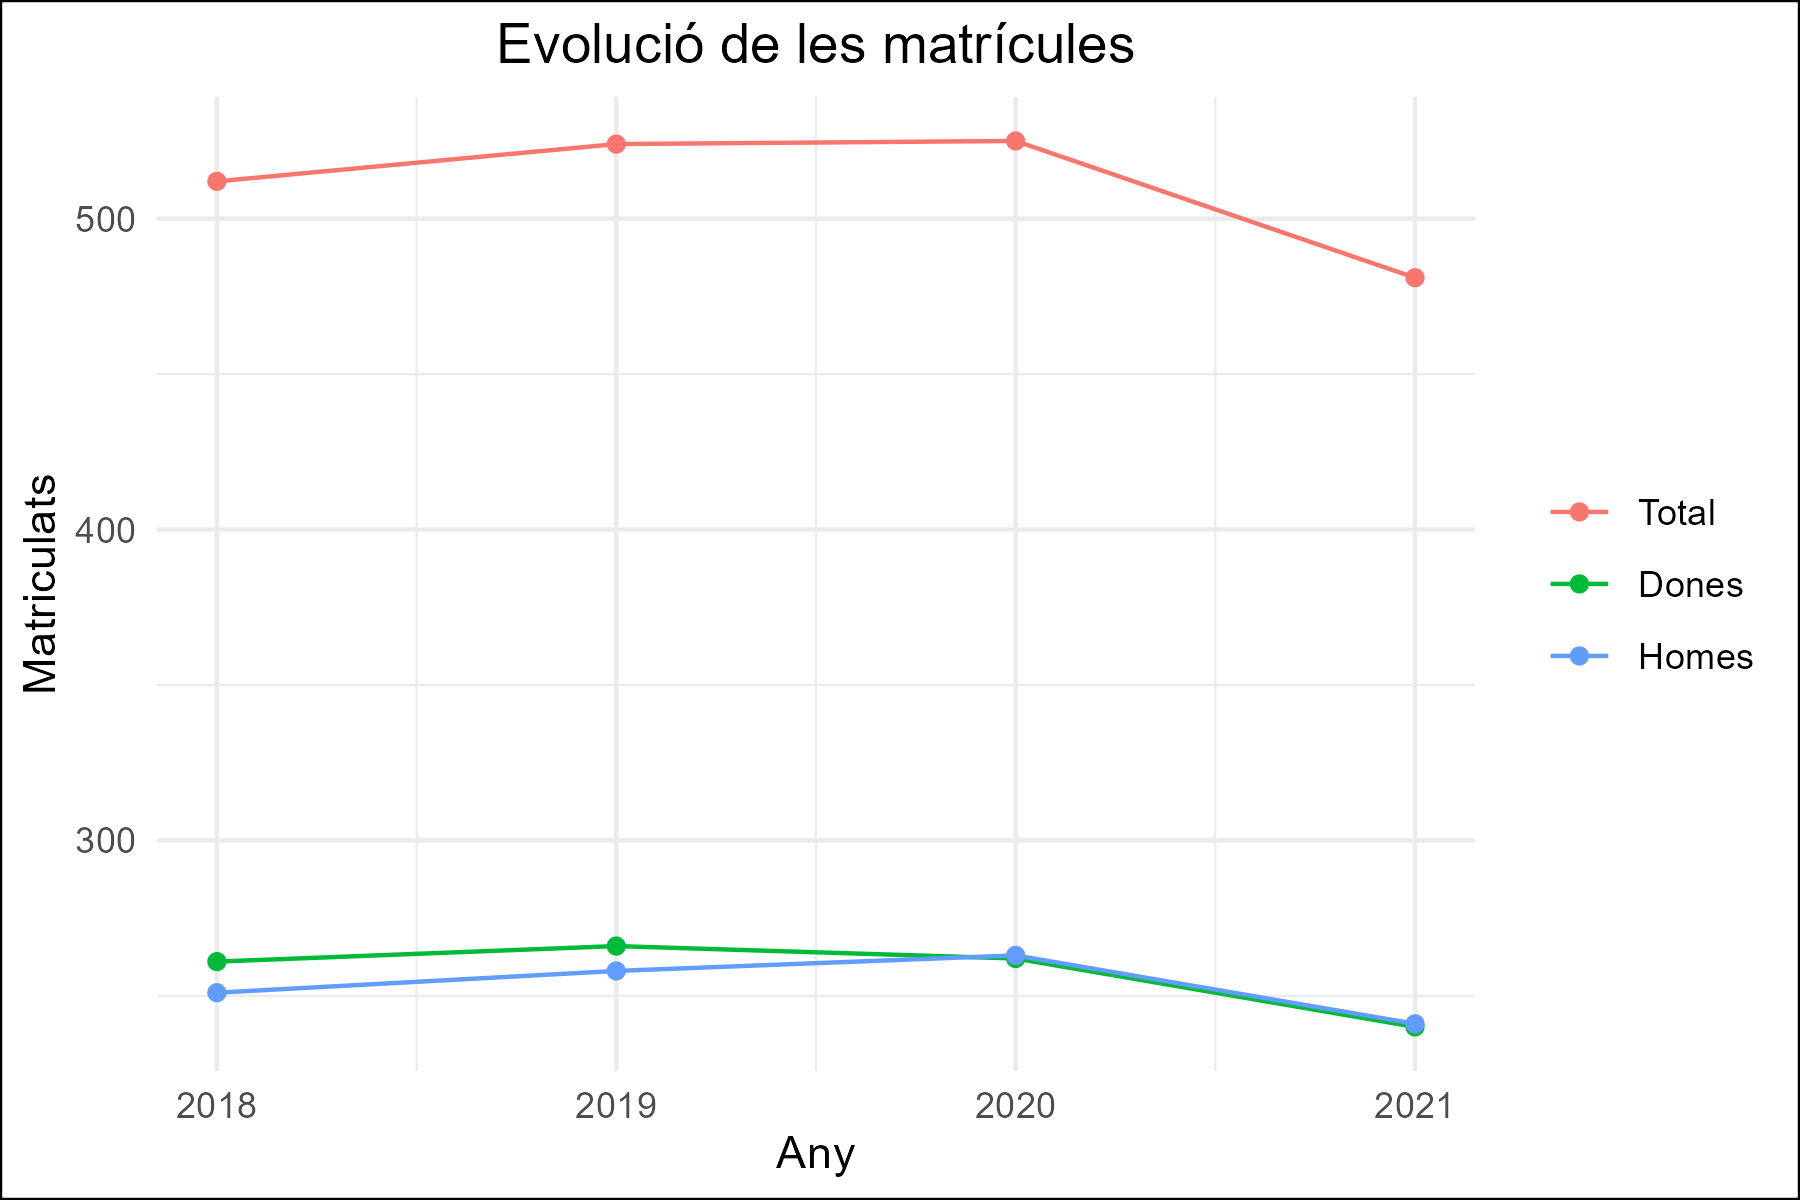 Evolució de les matrícules
Matriculats
500
400
300
2018 2019 2020 2021
Any
Total
Dones
Homes